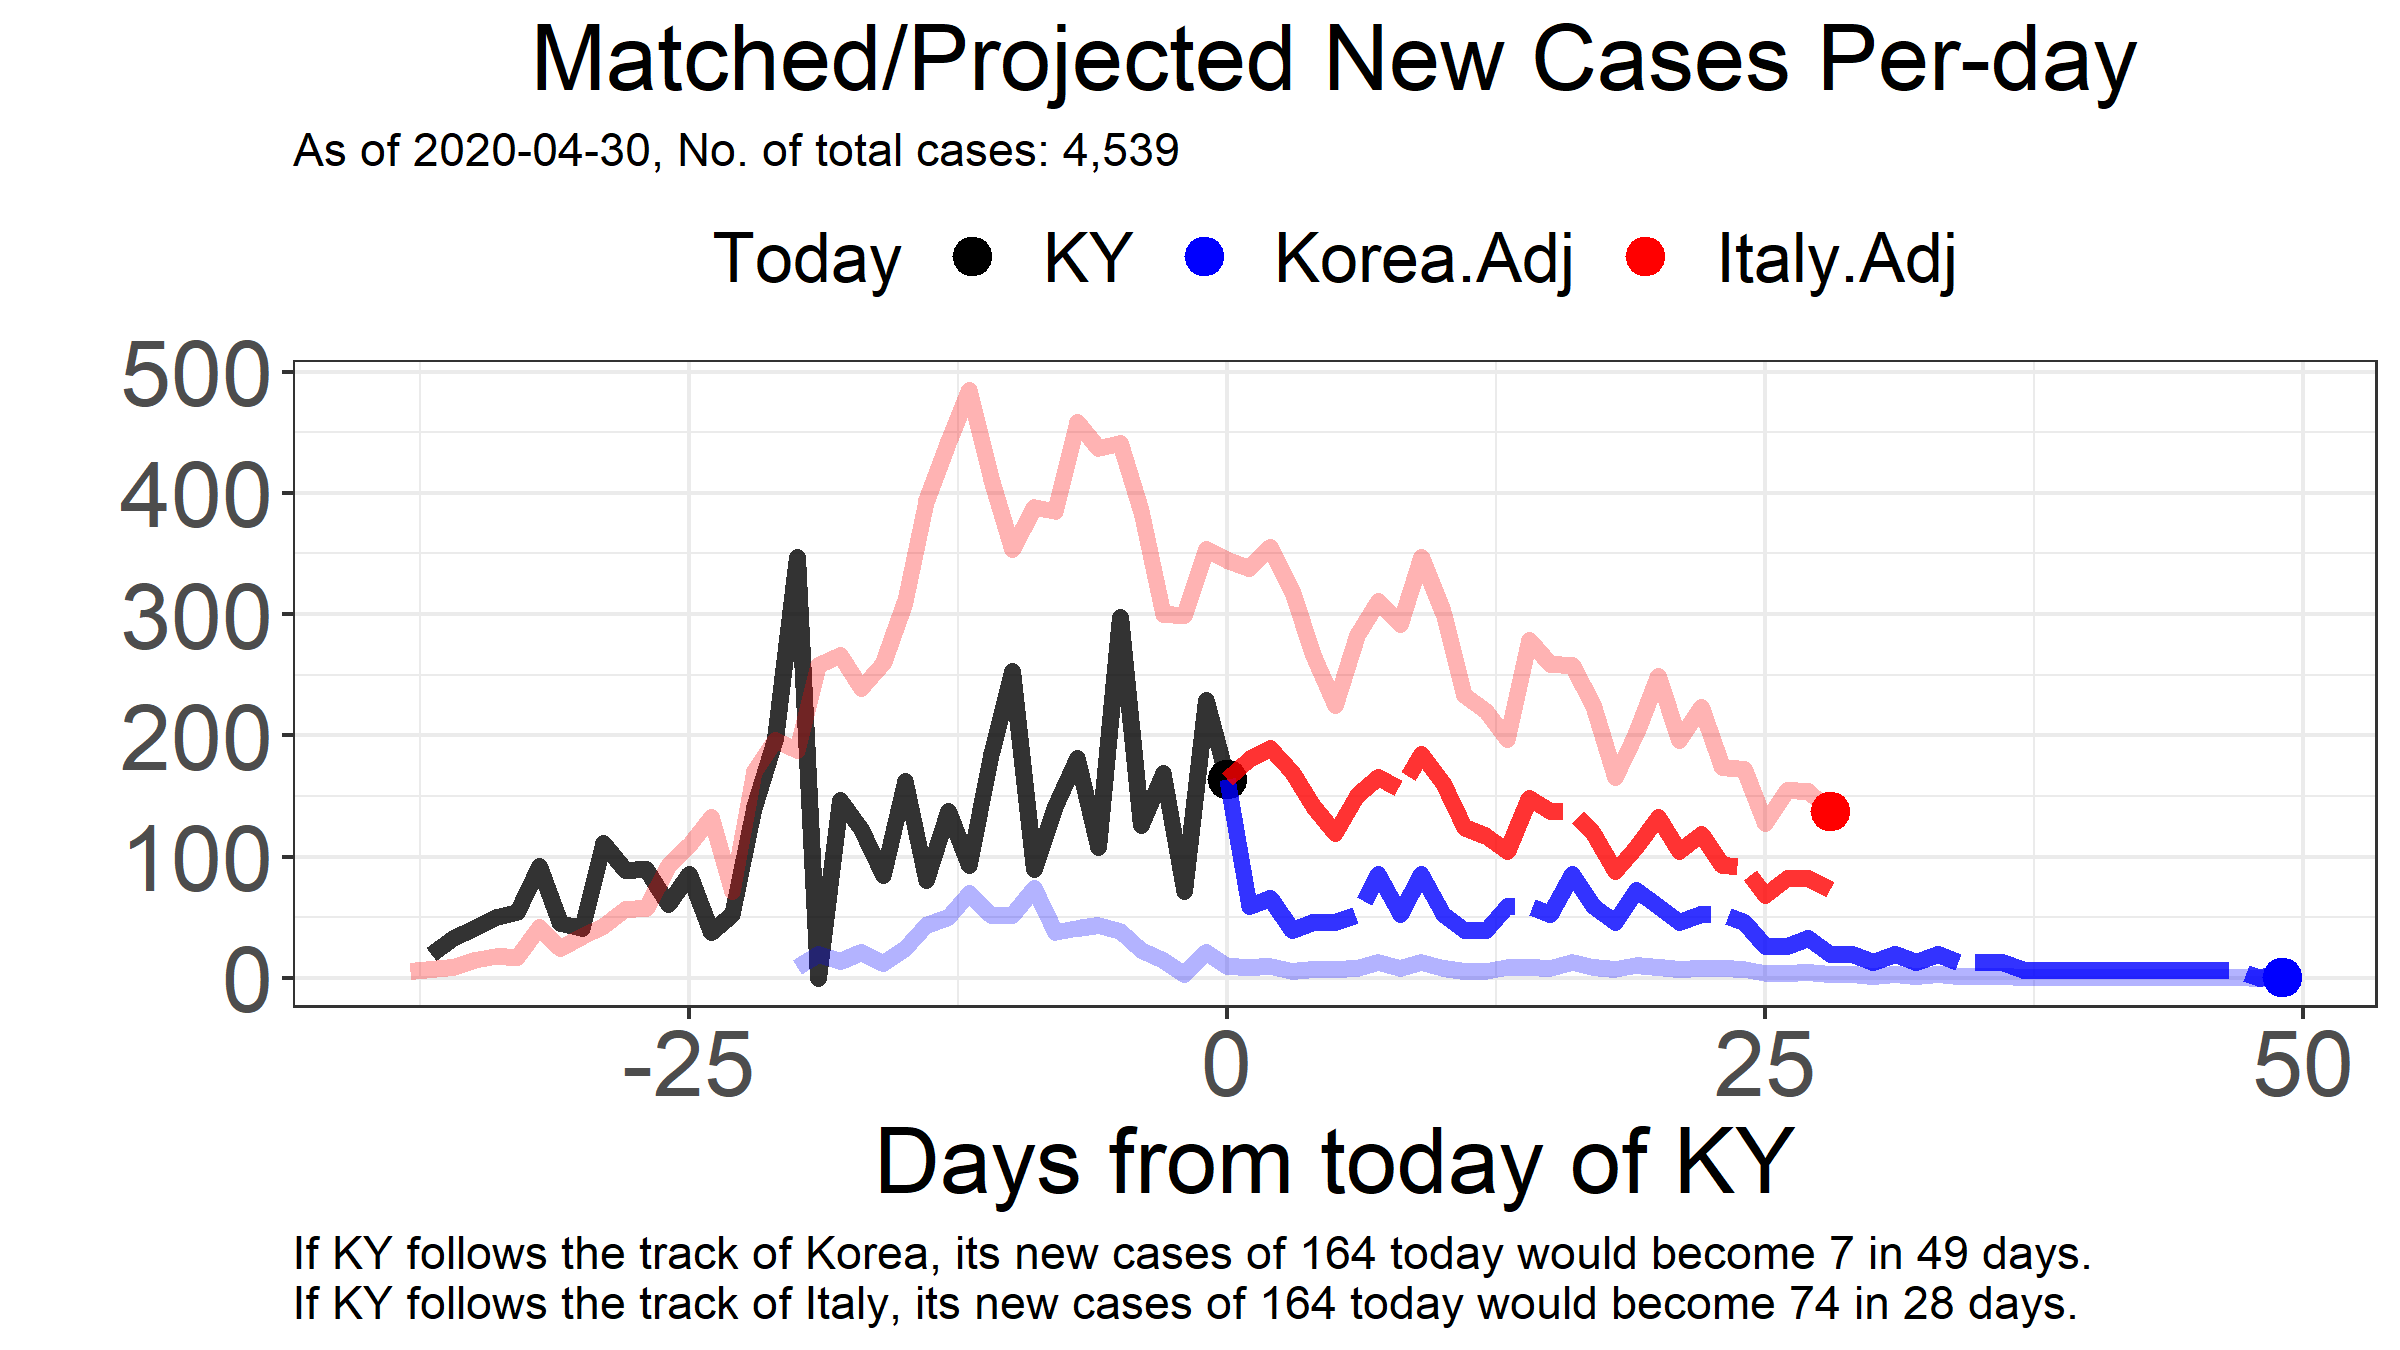 Matched/Projected New Cases Per-day
As of 2020-04-30, No. of total cases: 4,539
Today KY Korea.Adj Italy.Adj
500
400
300
200
100
0
-25 0 25 50
Days from today of KY
If KY follows the track of Korea, its new cases of 164 today would become 7 in 49 days.
If KY follows the track of Italy, its new cases of 164 today would become 74 in 28 days.